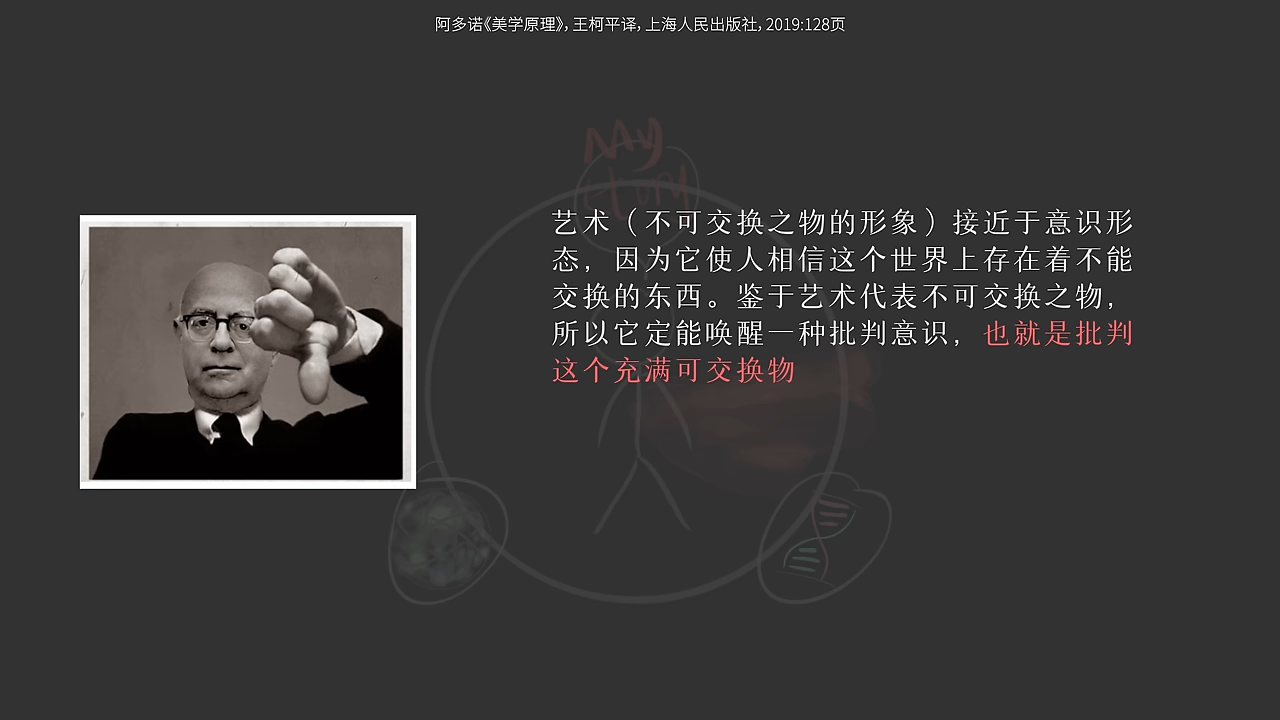 阿多诺《美学原理》, 王柯平译, 上海人民出版社, 2019:128页
My
艺术（不可交换之物的形象）接近于意识形
态，因为它使人相信这个世界上存在着不能
交换的东西。鉴于艺术代表不可交换之物，
所以它定能唤醒一种批判意识，也就是批判
这个充满可交换物